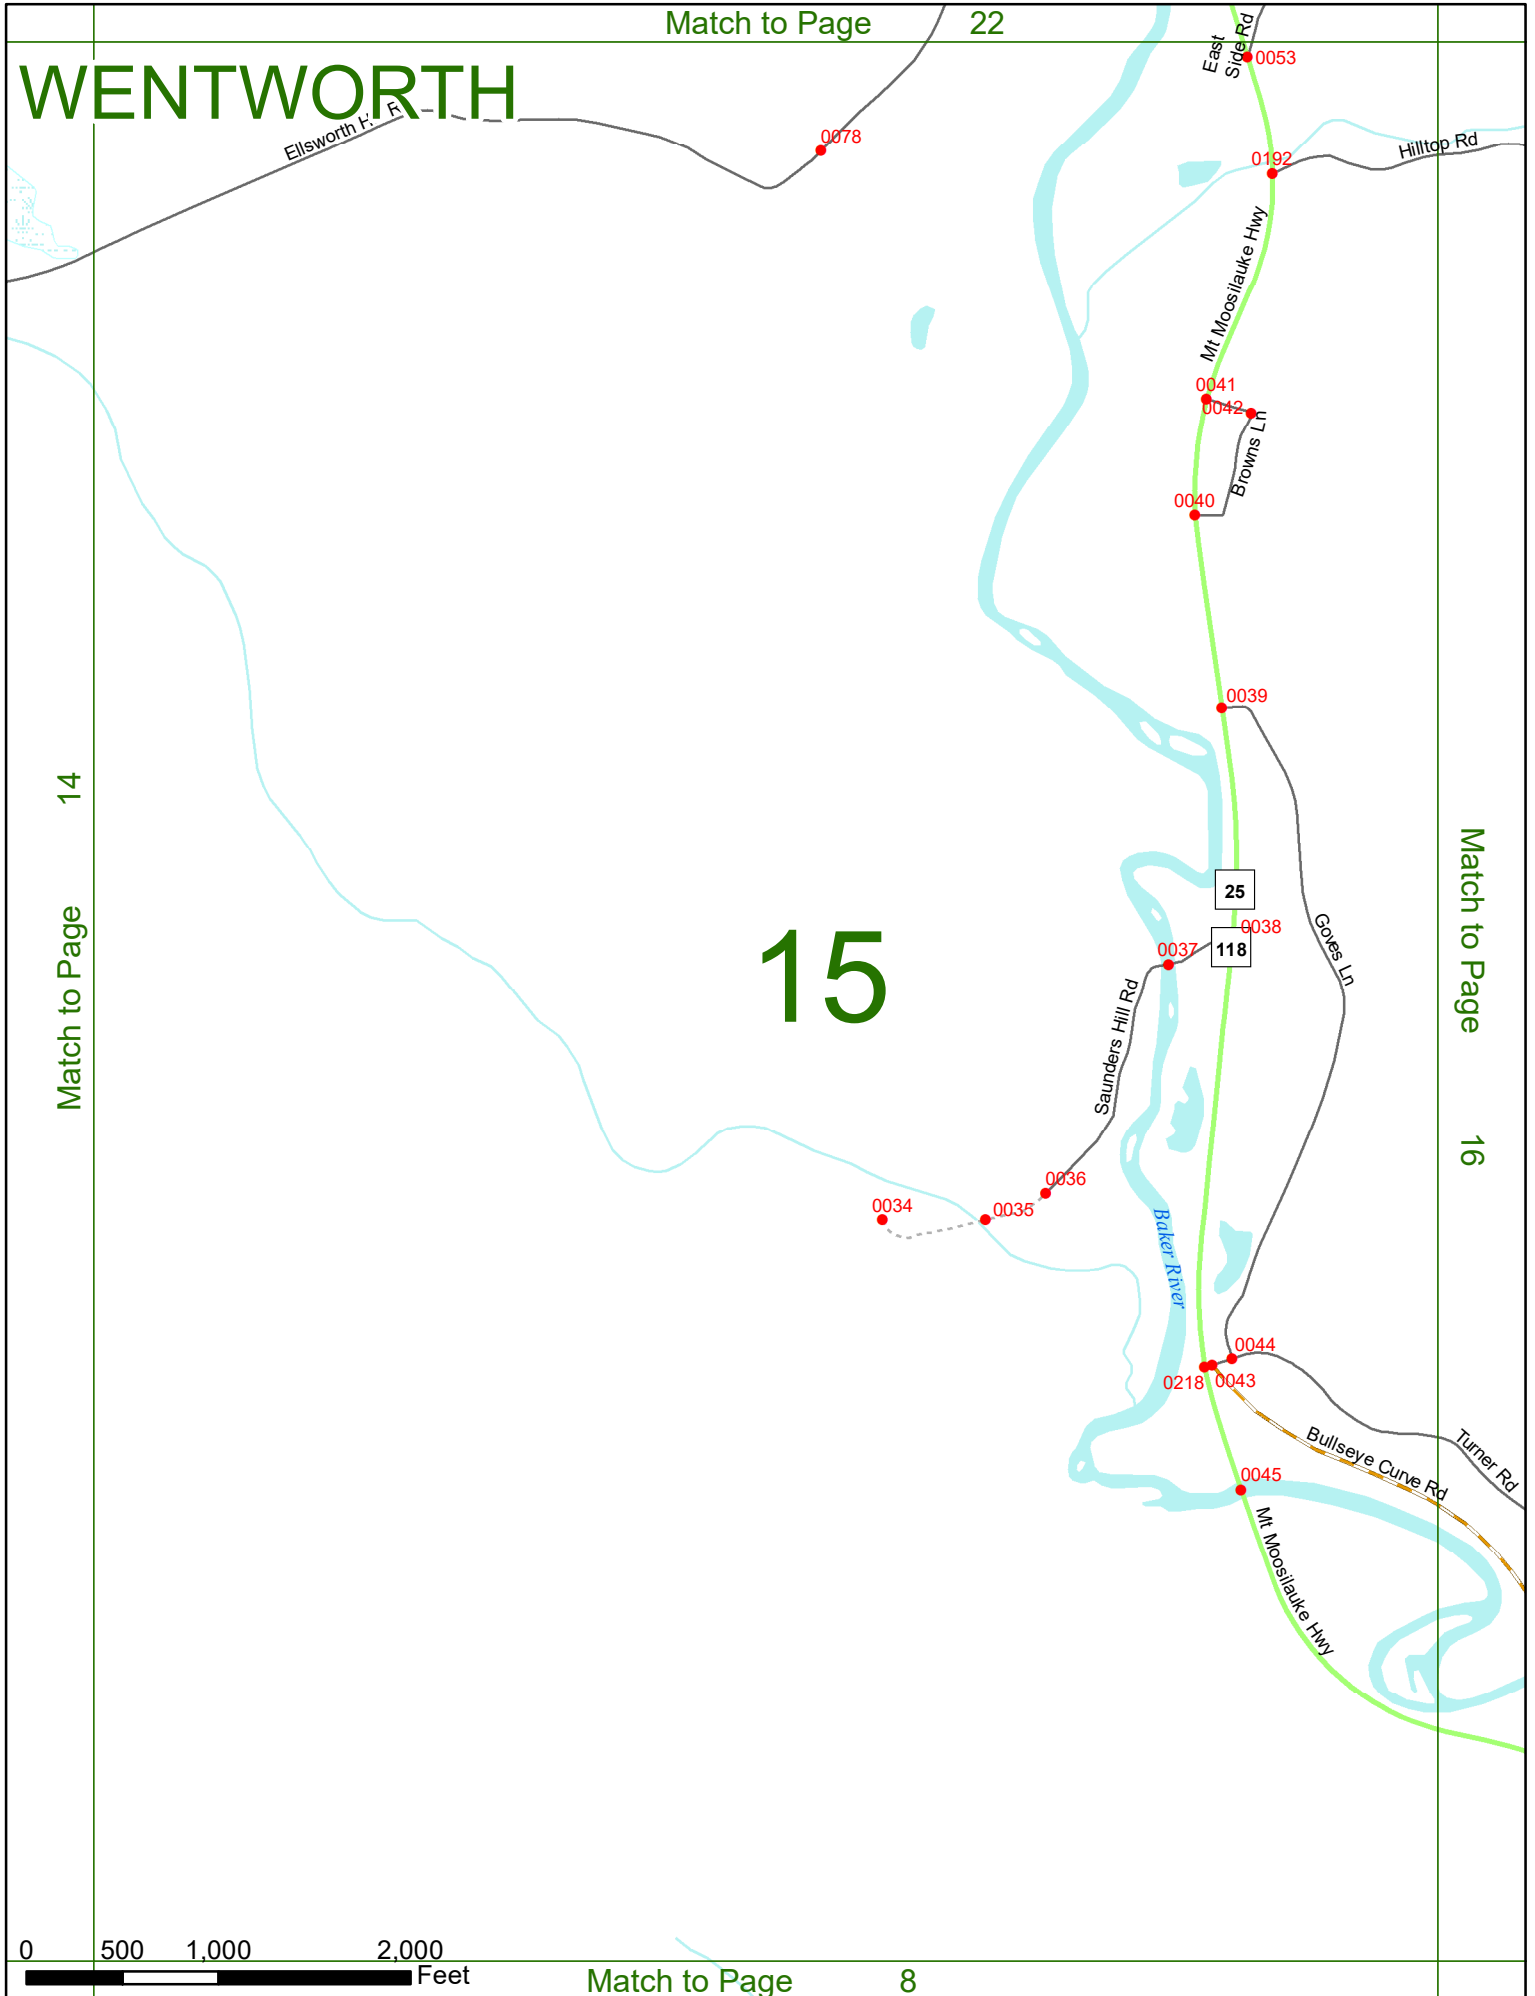 Match to Page 22
WENTWORTH
East
Side Rd
0053
Ellsworth H
R
0078
0192
Hilltop Rd
Mt Moosilauke Hwy
0041
0042
Browns Ln
0040
0039
14
Match to Page
Match to Page
16
25
0038
118
0037
Goves Ln
15
Saunders Hill Rd
0036
0034
0035
Baker River
0044
0218
0043
Bullseye Curve Rd
Turner Rd
0045
Mt Moosilauke Hwy
0 500 1,000 2,000
Feet
Match to Page 8